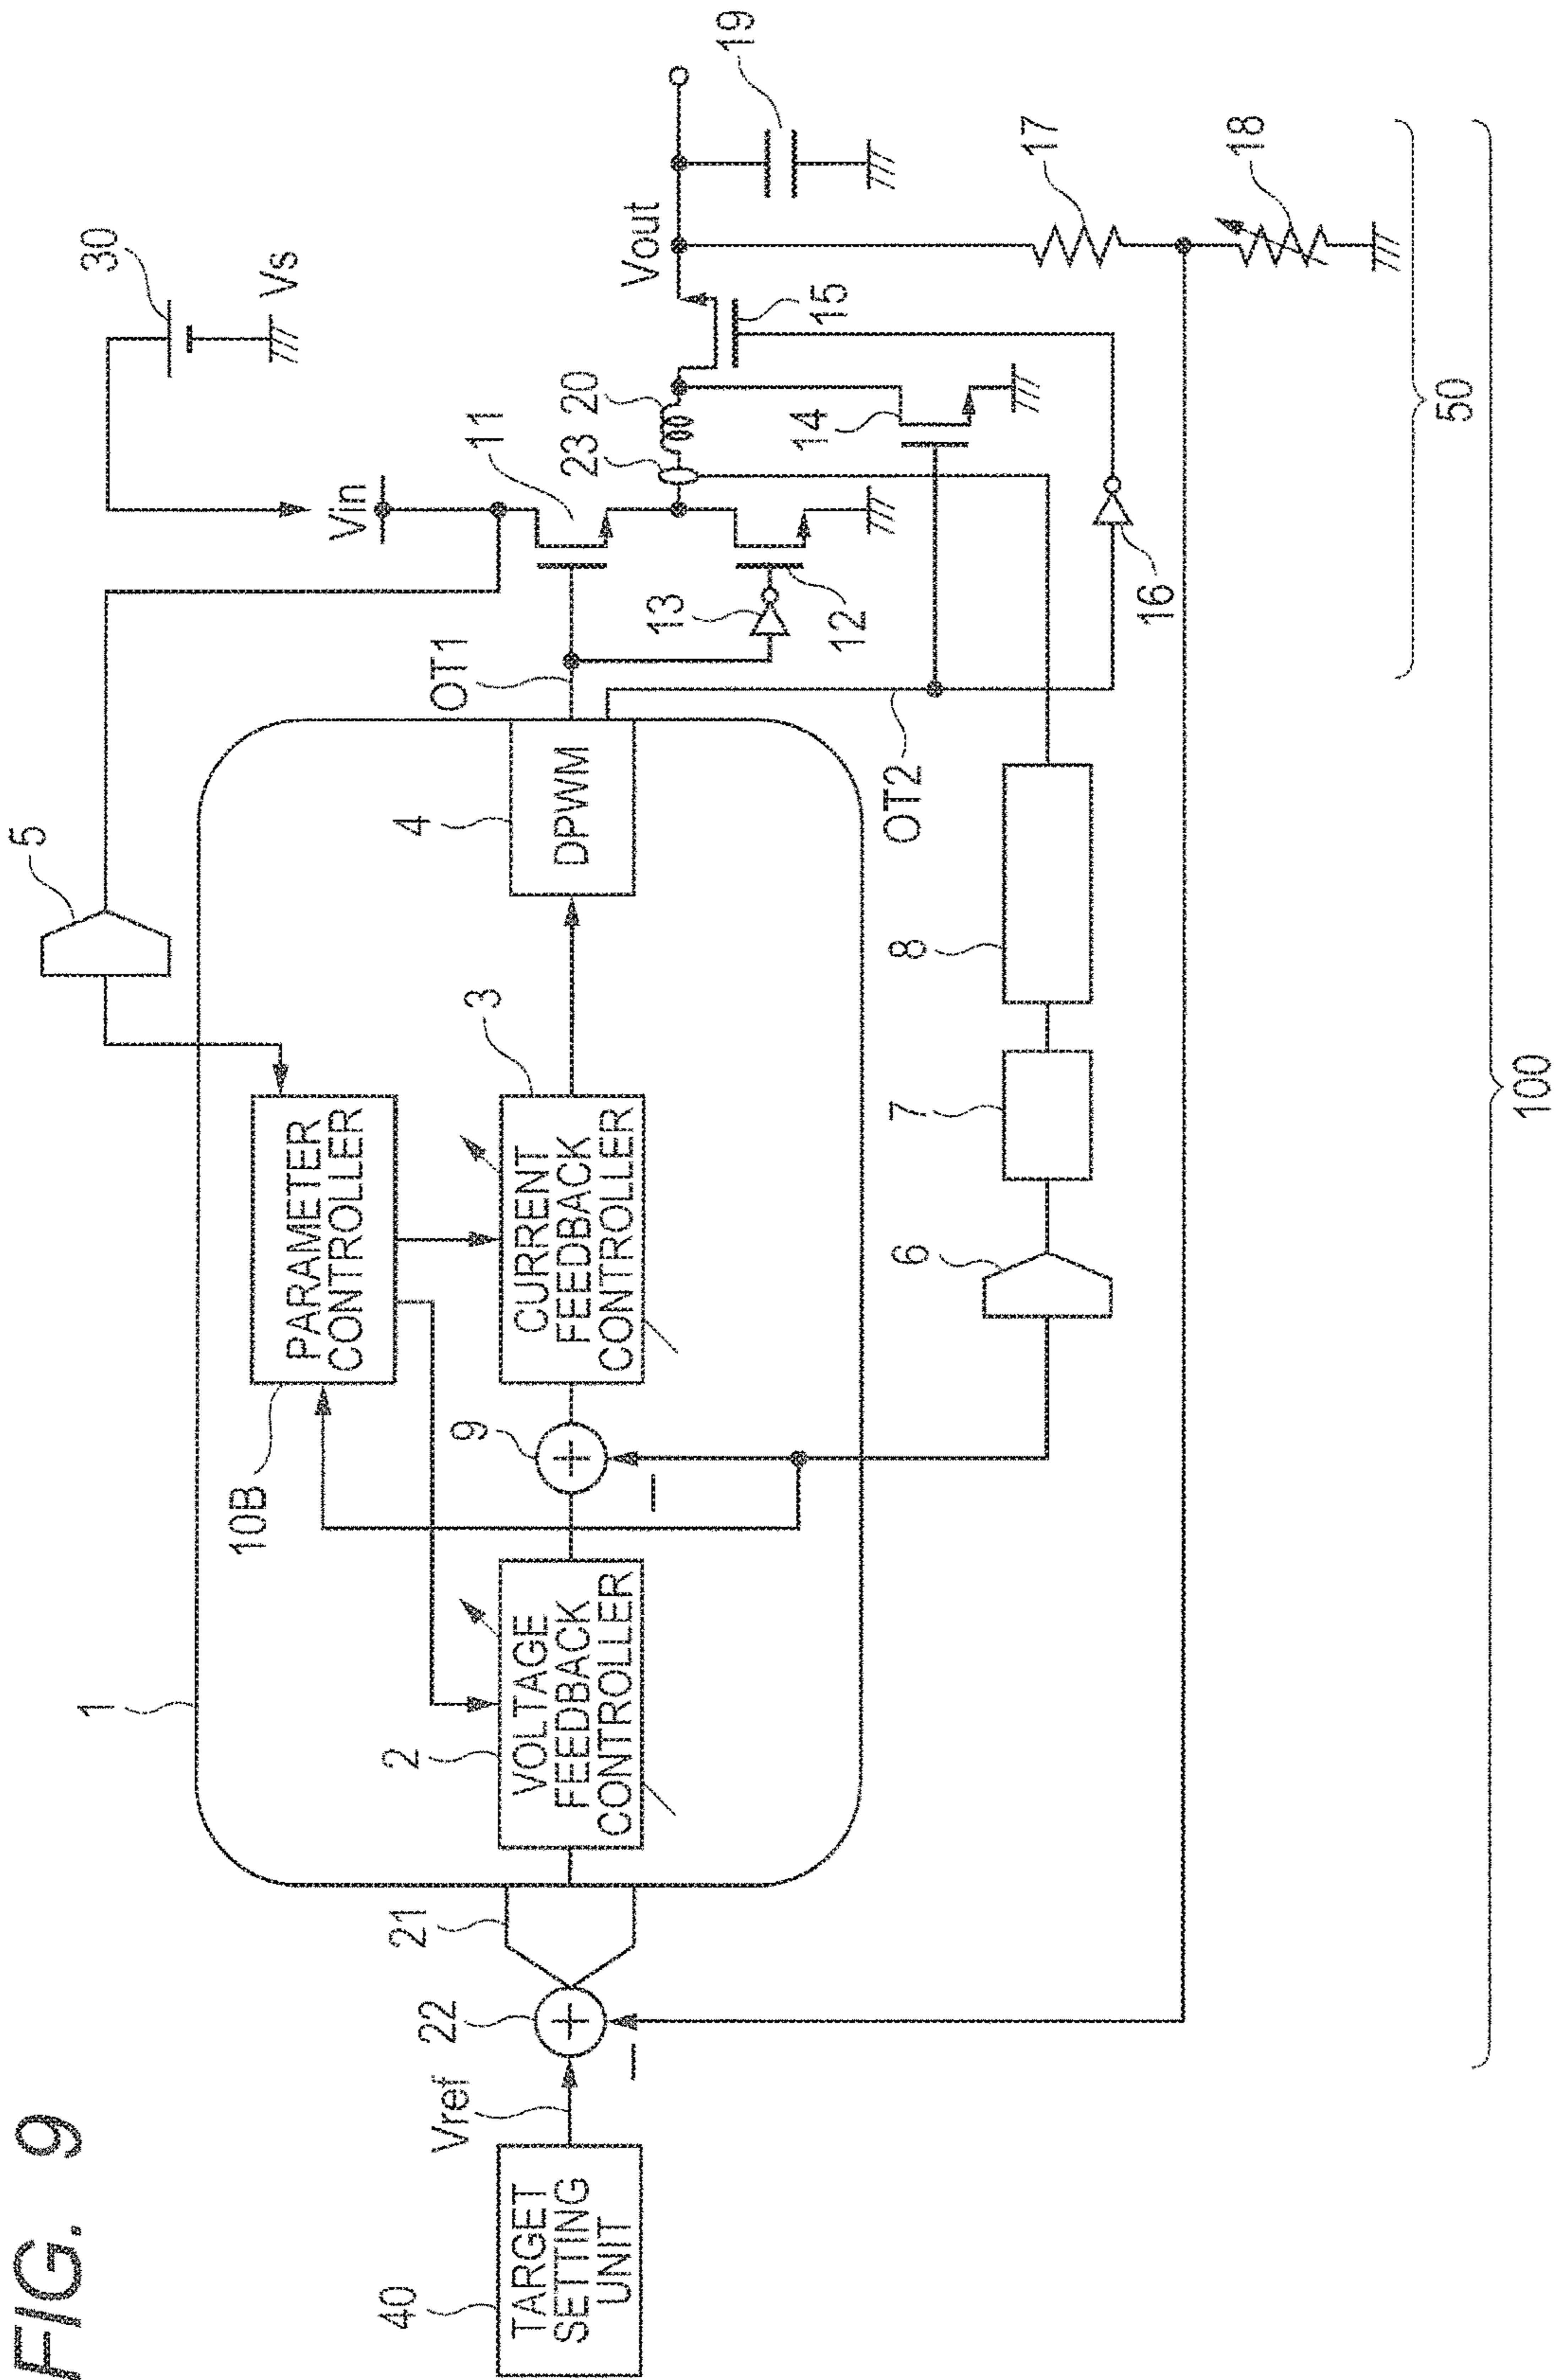 FIG. 9
30
Vs
19
5
Vin
11
23
20
Vout
OT1
13
12
14
15
17
18
16
50
1
PARAMETER
CONTROLLER
10B
4
DPWM
3
CURRENT
FEEDBACK
CONTROLLER
9
2
VOLTAGE
FEEDBACK
CONTROLLER
21
22
Vref
40
TARGET
SETTING
UNIT
OT2
8
7
6
100